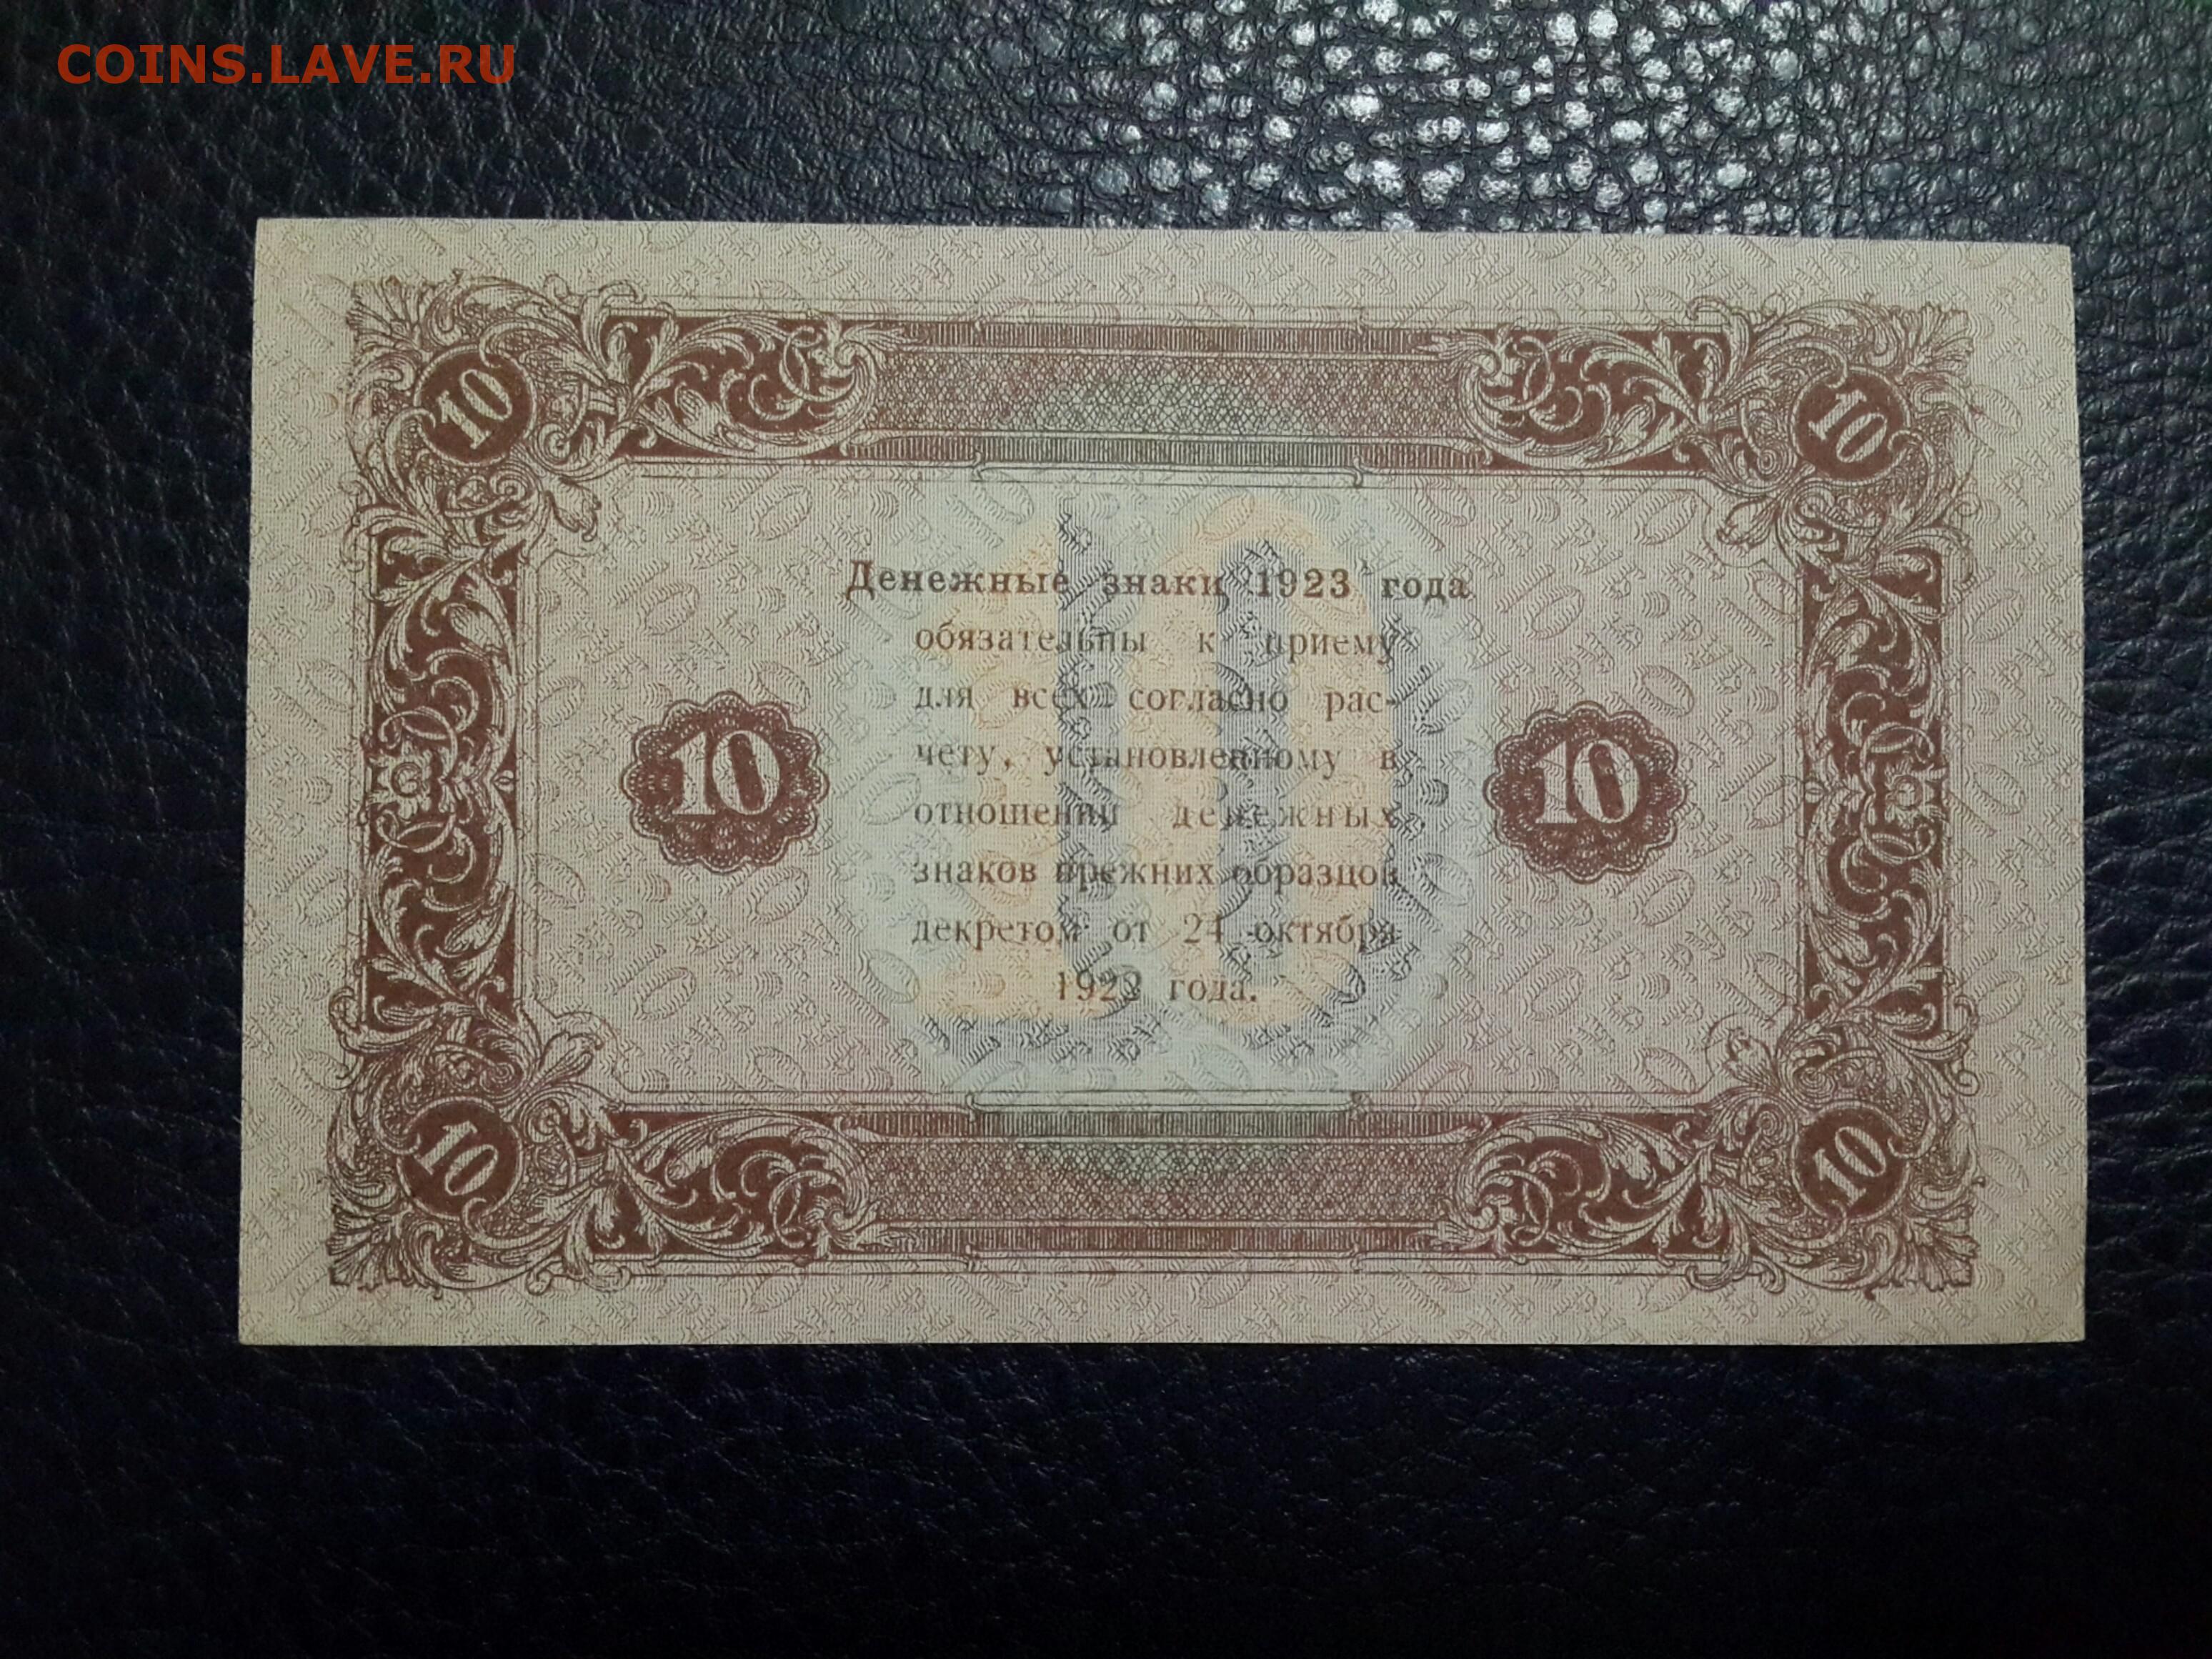 COINS.LAVE.RU
10 10
Денежные знаки 1923 года
обязательны к приему
для всех согласно рас-
чету, установленному в
отношении денежных
знаков прежних образцов
декретом от 24 октября
1922 года.
10 10
10
10 10